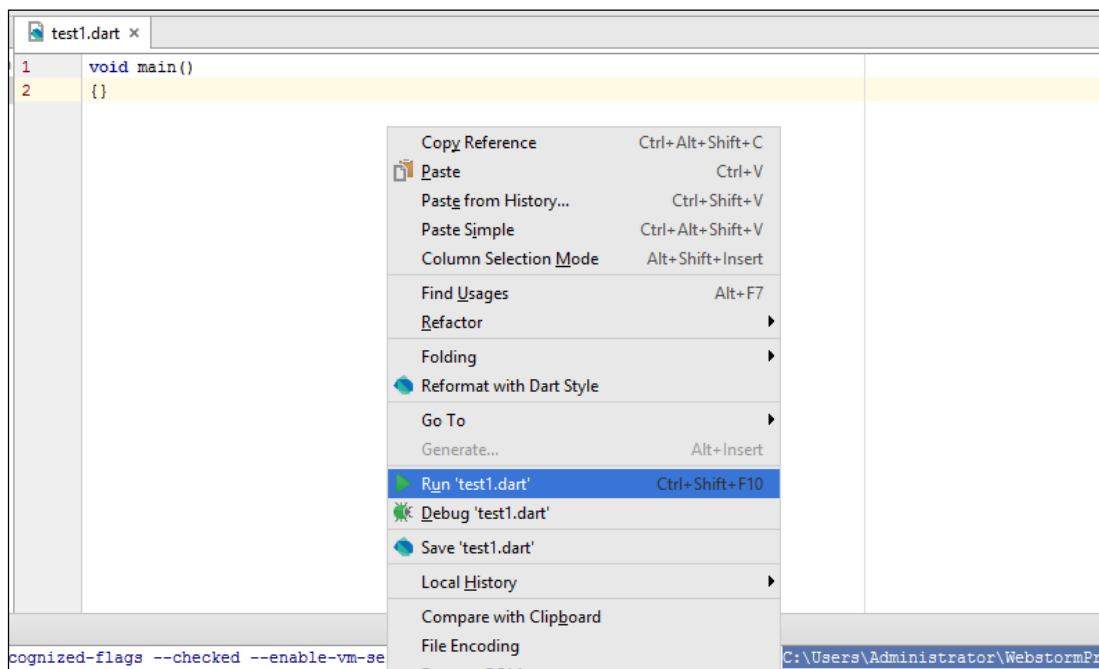 test1.dart ×
1 void main()
2 {}
Copy Reference Ctrl+Alt+Shift+C
Paste Ctrl+V
Paste from History... Ctrl+Shift+V
Paste Simple Ctrl+Alt+Shift+V
Column Selection Mode Alt+Shift+Insert
Find Usages Alt+F7
Refactor
Folding
Reformat with Dart Style
Go To
Generate... Alt+Insert
Run 'test1.dart' Ctrl+Shift+F10
Debug 'test1.dart'
Save 'test1.dart'
Local History
Compare with Clipboard
File Encoding
cognized-flags --checked --enable-vm-se C:\Users\Administrator\WebstormPr